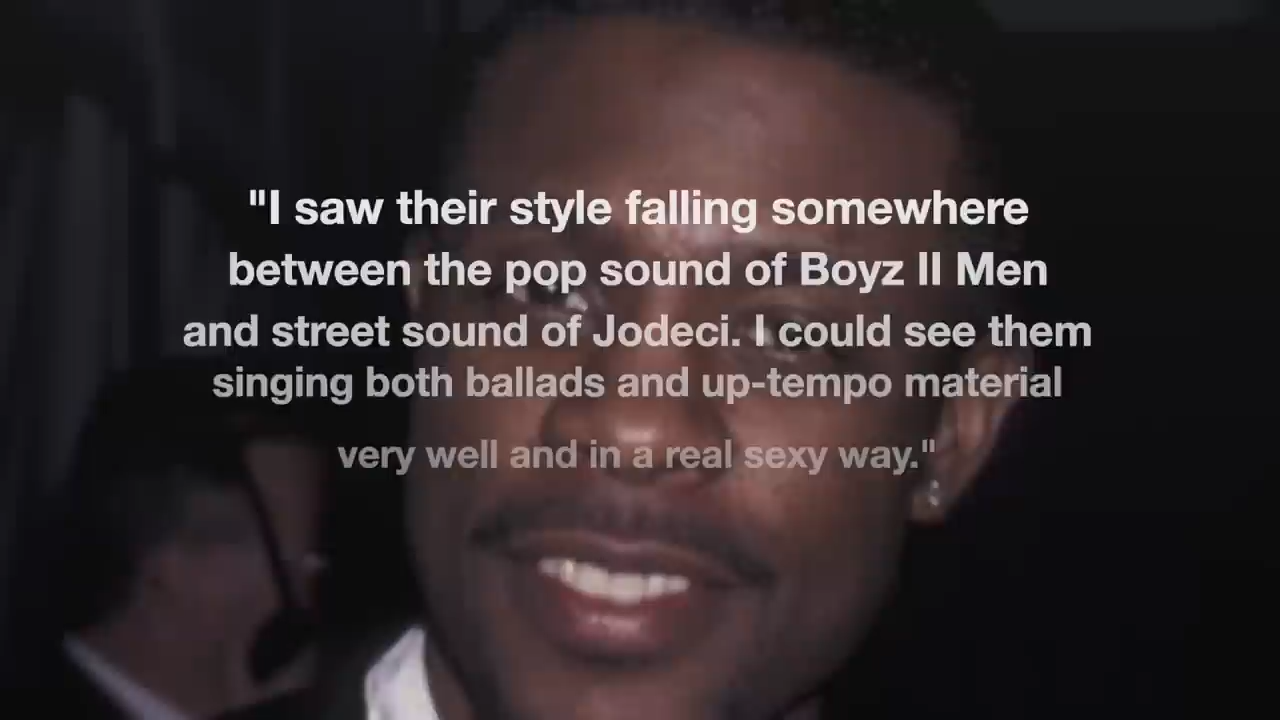 "I saw their style falling somewhere
between the pop sound of Boyz II Men
and street sound of Jodeci. I could see them
singing both ballads and up-tempo material
very well and in a real sexy way."